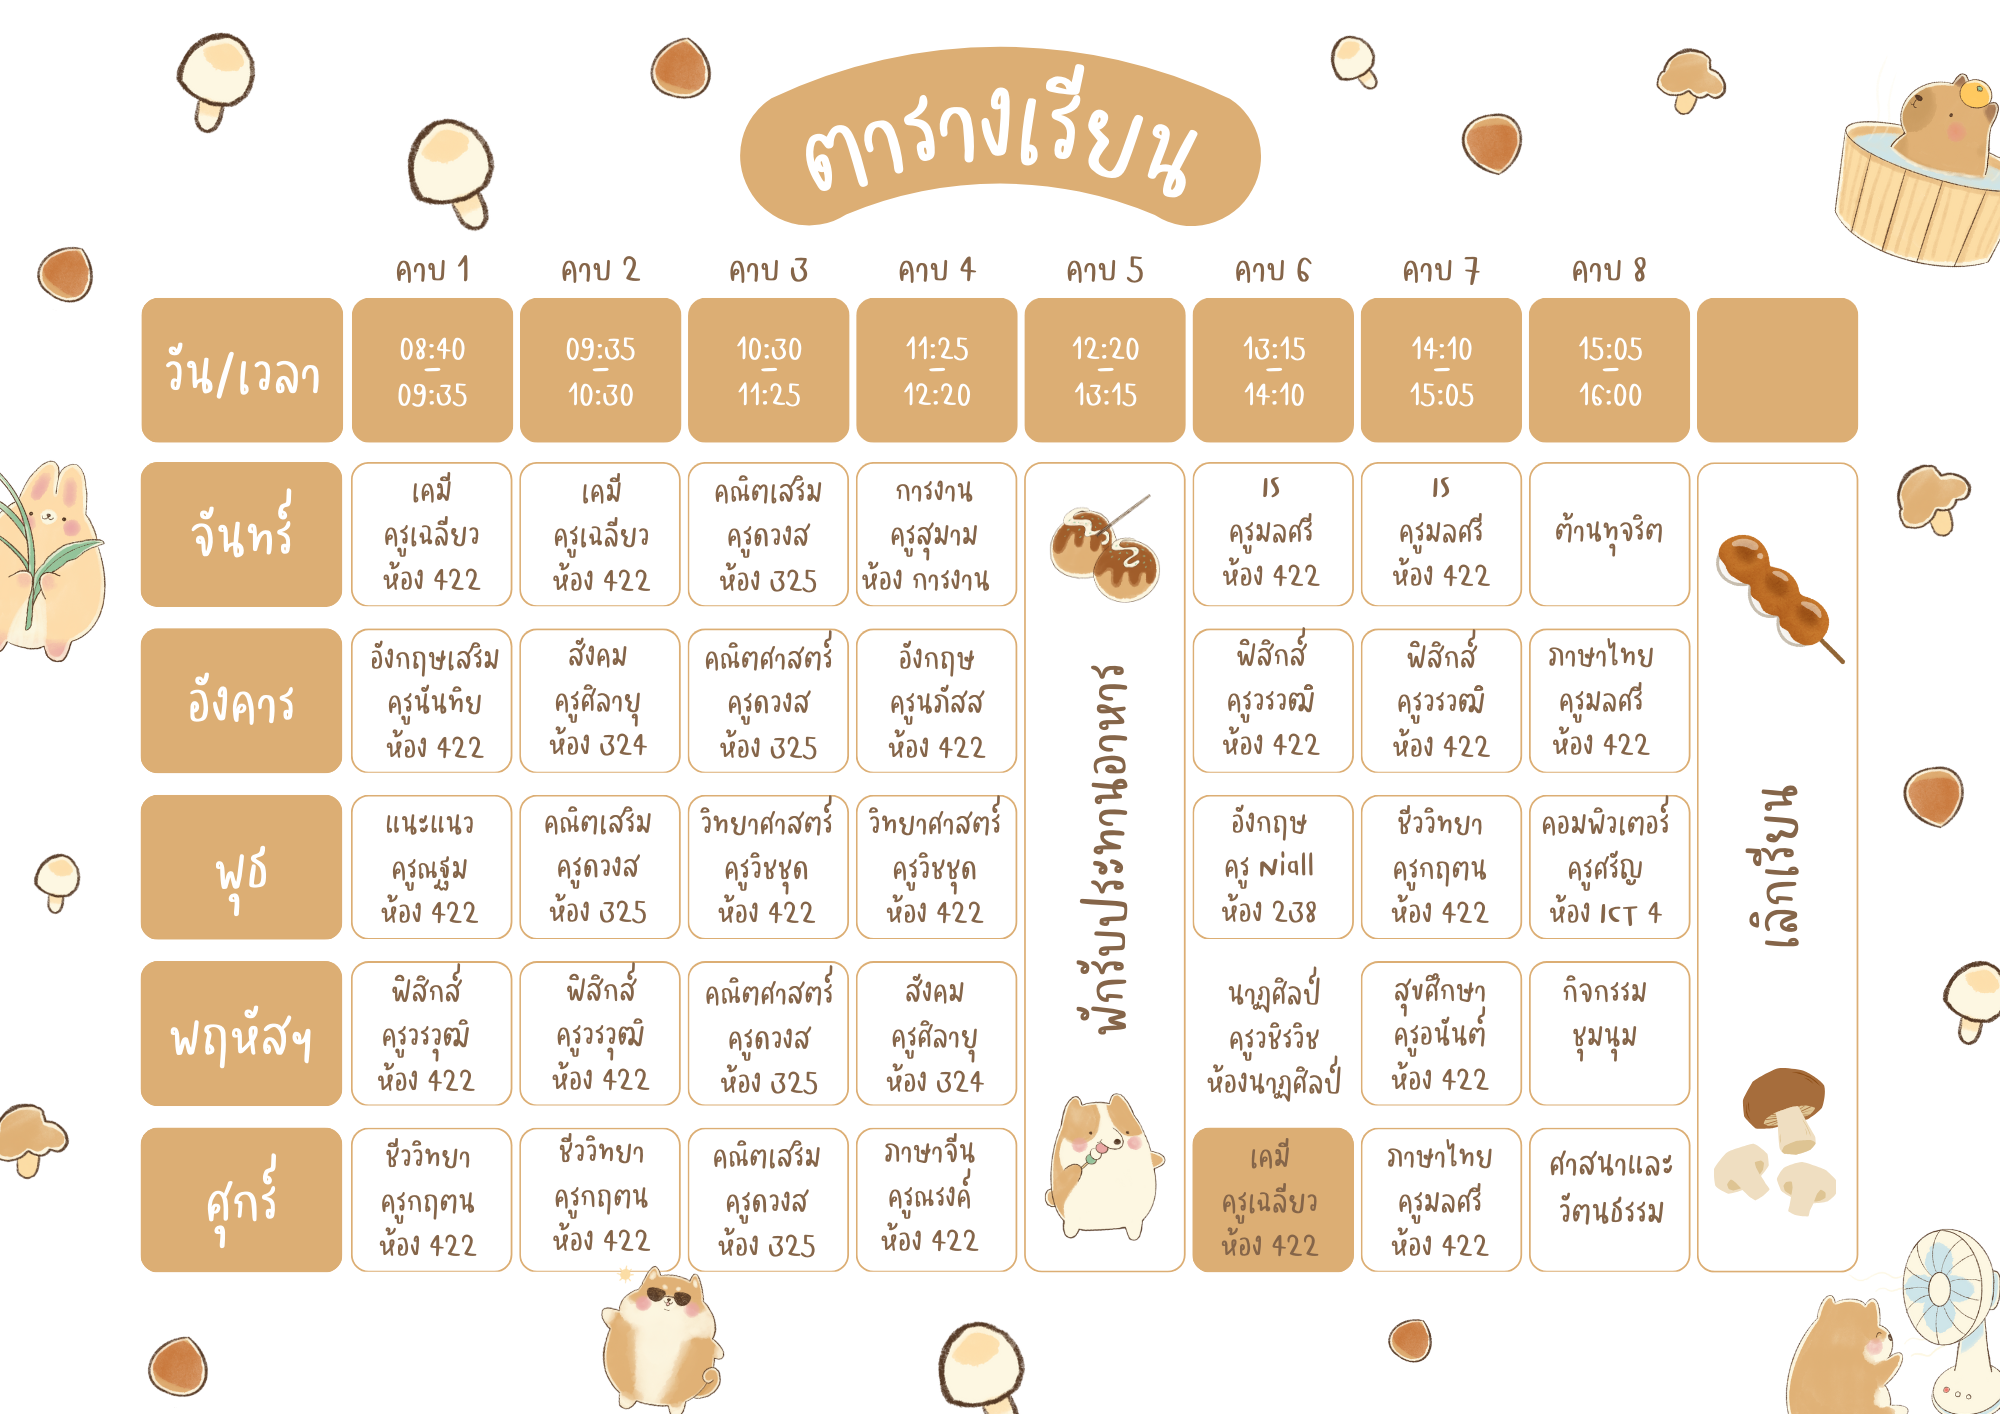 ตารางเรียน
คาบ 1
คาบ 2
คาบ 3
คาบ 4
คาบ 5
คาบ 6
คาบ 7
คาบ 8
วัน/เวลา
08:40
–
09:35
09:35
–
10:30
10:30
–
11:25
11:25
–
12:20
12:20
–
13:15
13:15
–
14:10
14:10
–
15:05
15:05
–
16:00
จันทร์
เคมี
ครูเฉลียว
ห้อง 422
เคมี
ครูเฉลียว
ห้อง 422
คณิตเสริม
ครูดวงส
ห้อง 325
การงาน
ครูสุมาม
ห้อง การงาน
พักรับประทานอาหาร
IS
ครูมลศรี
ห้อง 422
IS
ครูมลศรี
ห้อง 422
ต้านทุจริต
เลิกเรียน
อังคาร
อังกฤษเสริม
ครูนันทิย
ห้อง 422
สังคม
ครูศิลายุ
ห้อง 324
คณิตศาสตร์
ครูดวงส
ห้อง 325
อังกฤษ
ครูนภัสส
ห้อง 422
ฟิสิกส์
ครูวรวฒิ
ห้อง 422
ฟิสิกส์
ครูวรวฒิ
ห้อง 422
ภาษาไทย
ครูมลศรี
ห้อง 422
พุธ
แนะแนว
ครูณฐม
ห้อง 422
คณิตเสริม
ครูดวงส
ห้อง 325
วิทยาศาสตร์
ครูวิชชุด
ห้อง 422
วิทยาศาสตร์
ครูวิชชุด
ห้อง 422
อังกฤษ
ครู Niall
ห้อง 238
ชีววิทยา
ครูกฤตน
ห้อง 422
คอมพิวเตอร์
ครูศรัญ
ห้อง ICT 4
พฤหัสฯ
ฟิสิกส์
ครูวรวุฒิ
ห้อง 422
ฟิสิกส์
ครูวรวุฒิ
ห้อง 422
คณิตศาสตร์
ครูดวงส
ห้อง 325
สังคม
ครูศิลายุ
ห้อง 324
นาฏศิลป์
ครูวชิรวิช
ห้องนาฏศิลป์
สุขศึกษา
ครูอนันต์
ห้อง 422
กิจกรรม
ชุมนุม
ศุกร์
ชีววิทยา
ครูกฤตน
ห้อง 422
ชีววิทยา
ครูกฤตน
ห้อง 422
คณิตเสริม
ครูดวงส
ห้อง 325
ภาษาจีน
ครูณรงค์
ห้อง 422
เคมี
ครูเฉลียว
ห้อง 422
ภาษาไทย
ครูมลศรี
ห้อง 422
ศาสนาและ
วัตนธรรม